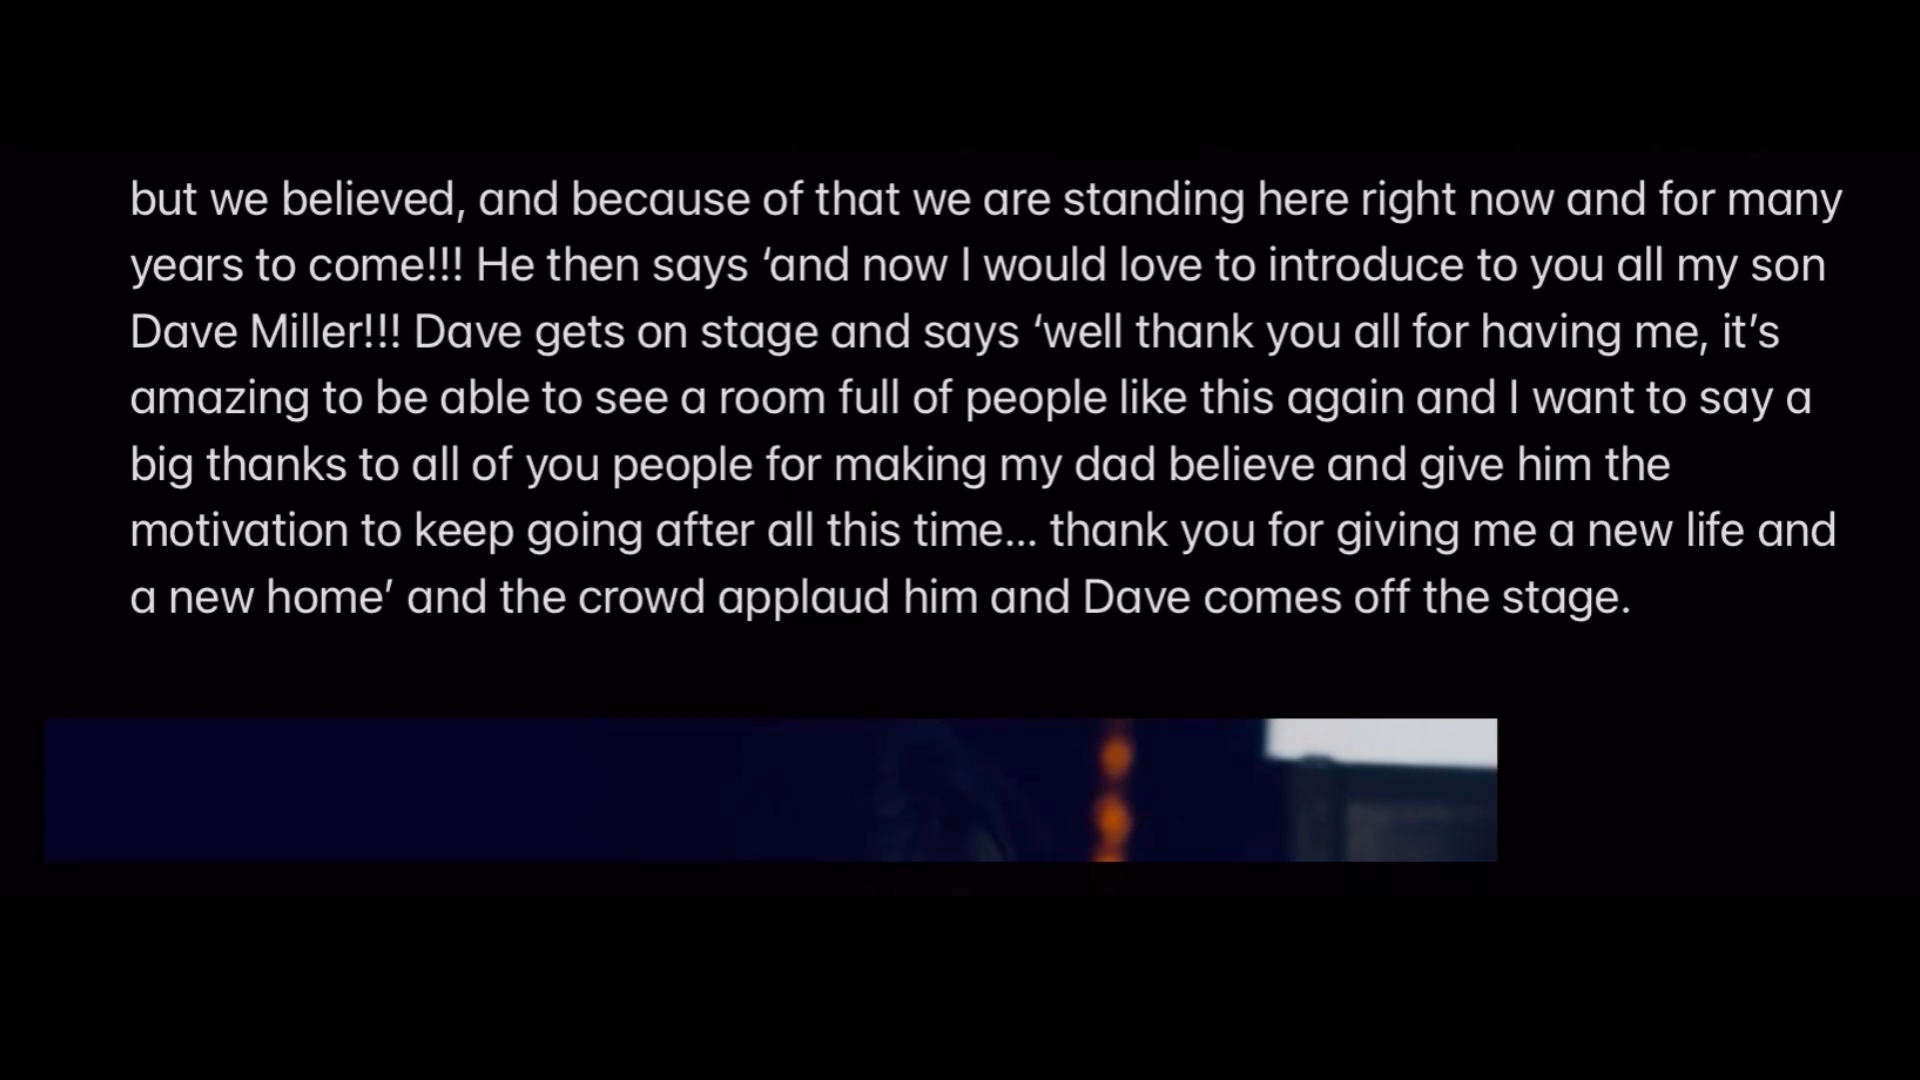 but we believed, and because of that we are standing here right now and for many
years to come!!! He then says ‘and now I would love to introduce to you all my son
Dave Miller!!! Dave gets on stage and says ‘well thank you all for having me, it’s
amazing to be able to see a room full of people like this again and I want to say a
big thanks to all of you people for making my dad believe and give him the
motivation to keep going after all this time... thank you for giving me a new life and
a new home’ and the crowd applaud him and Dave comes off the stage.